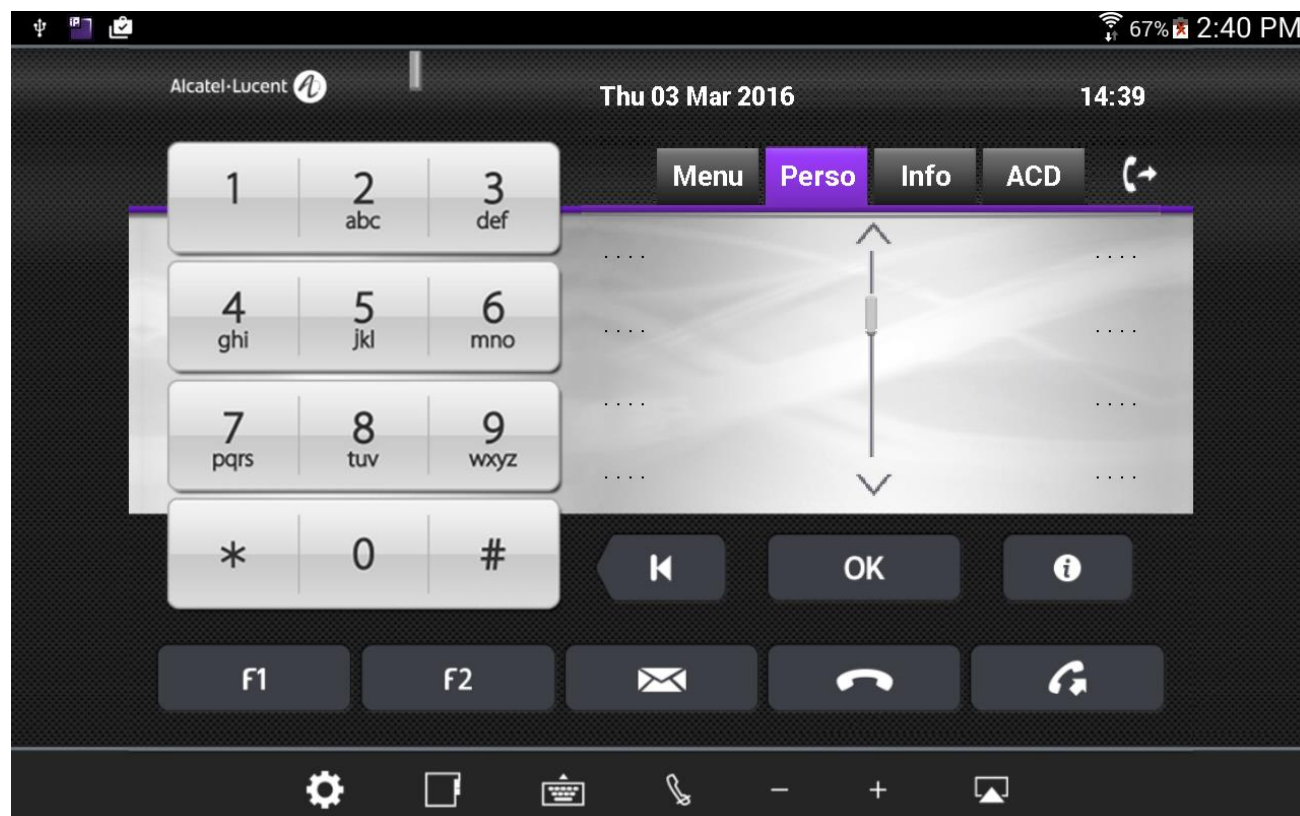 67% 2:40 PM
Alcatel·Lucent
Thu 03 Mar 2016 14:39
Menu Perso Info ACD
1 2 3
abc def
.... ....
4 5 6
ghi jkl mno
.... ....
7 8 9
pqrs tuv wxyz
.... ....
.... ....
* 0 #
OK i
F1 F2
- +